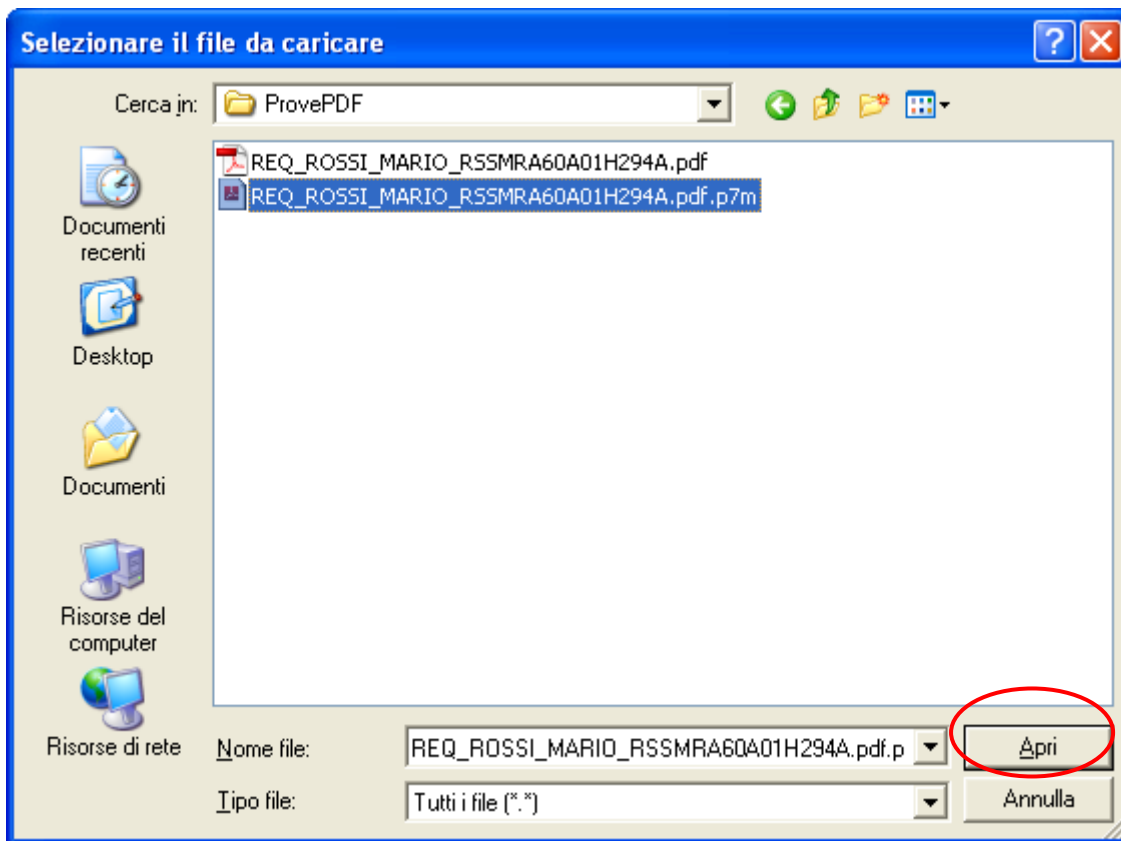 Selezionare il file da caricare
Cerca in: ProvePDF
REQ_ROSSI_MARIO_RSSMRA60A01H294A.pdf
REQ_ROSSI_MARIO_RSSMRA60A01H294A.pdf.p7m
Documenti
recenti
Desktop
Documenti
Risorse del
computer
Risorse di rete
Nome file: REQ_ROSSI_MARIO_RSSMRA60A01H294A.pdf.p Apri
Tipo file: Tutti i file (*.*) Annulla